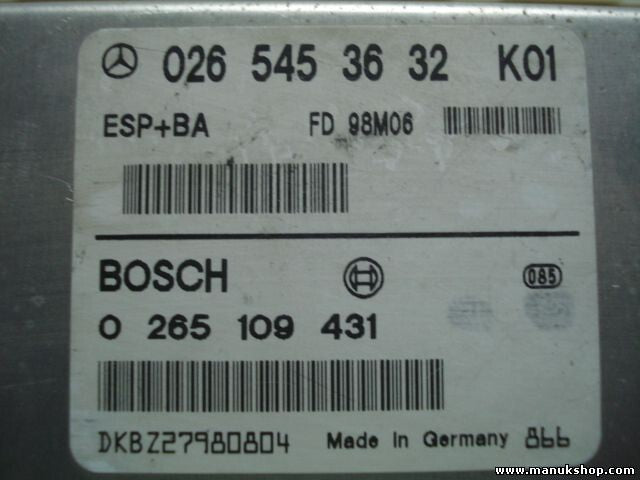 026 545 36 32 K01
ESP+BA FD 98M06
BOSCH 085
0 265 109 431
DKBZ27980804 Made In Germany 866
www.manukshop.com